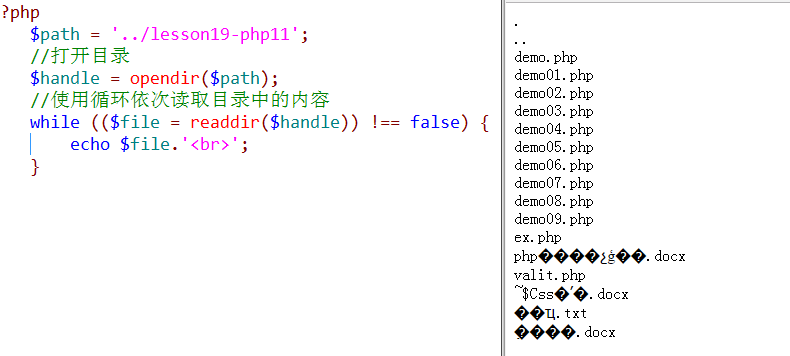 ?php
$path = '../lesson19-php11';
//打开目录
$handle = opendir($path);
//使用循环依次读取目录中的内容
while (($file = readdir($handle)) !== false) {
echo $file.'<br>';
}
.
..
demo.php
demo01.php
demo02.php
demo03.php
demo04.php
demo05.php
demo06.php
demo07.php
demo08.php
demo09.php
ex.php
php����չģ��.docx
valit.php
~$Css�ʹ�.docx
��ҵ.txt
����.docx